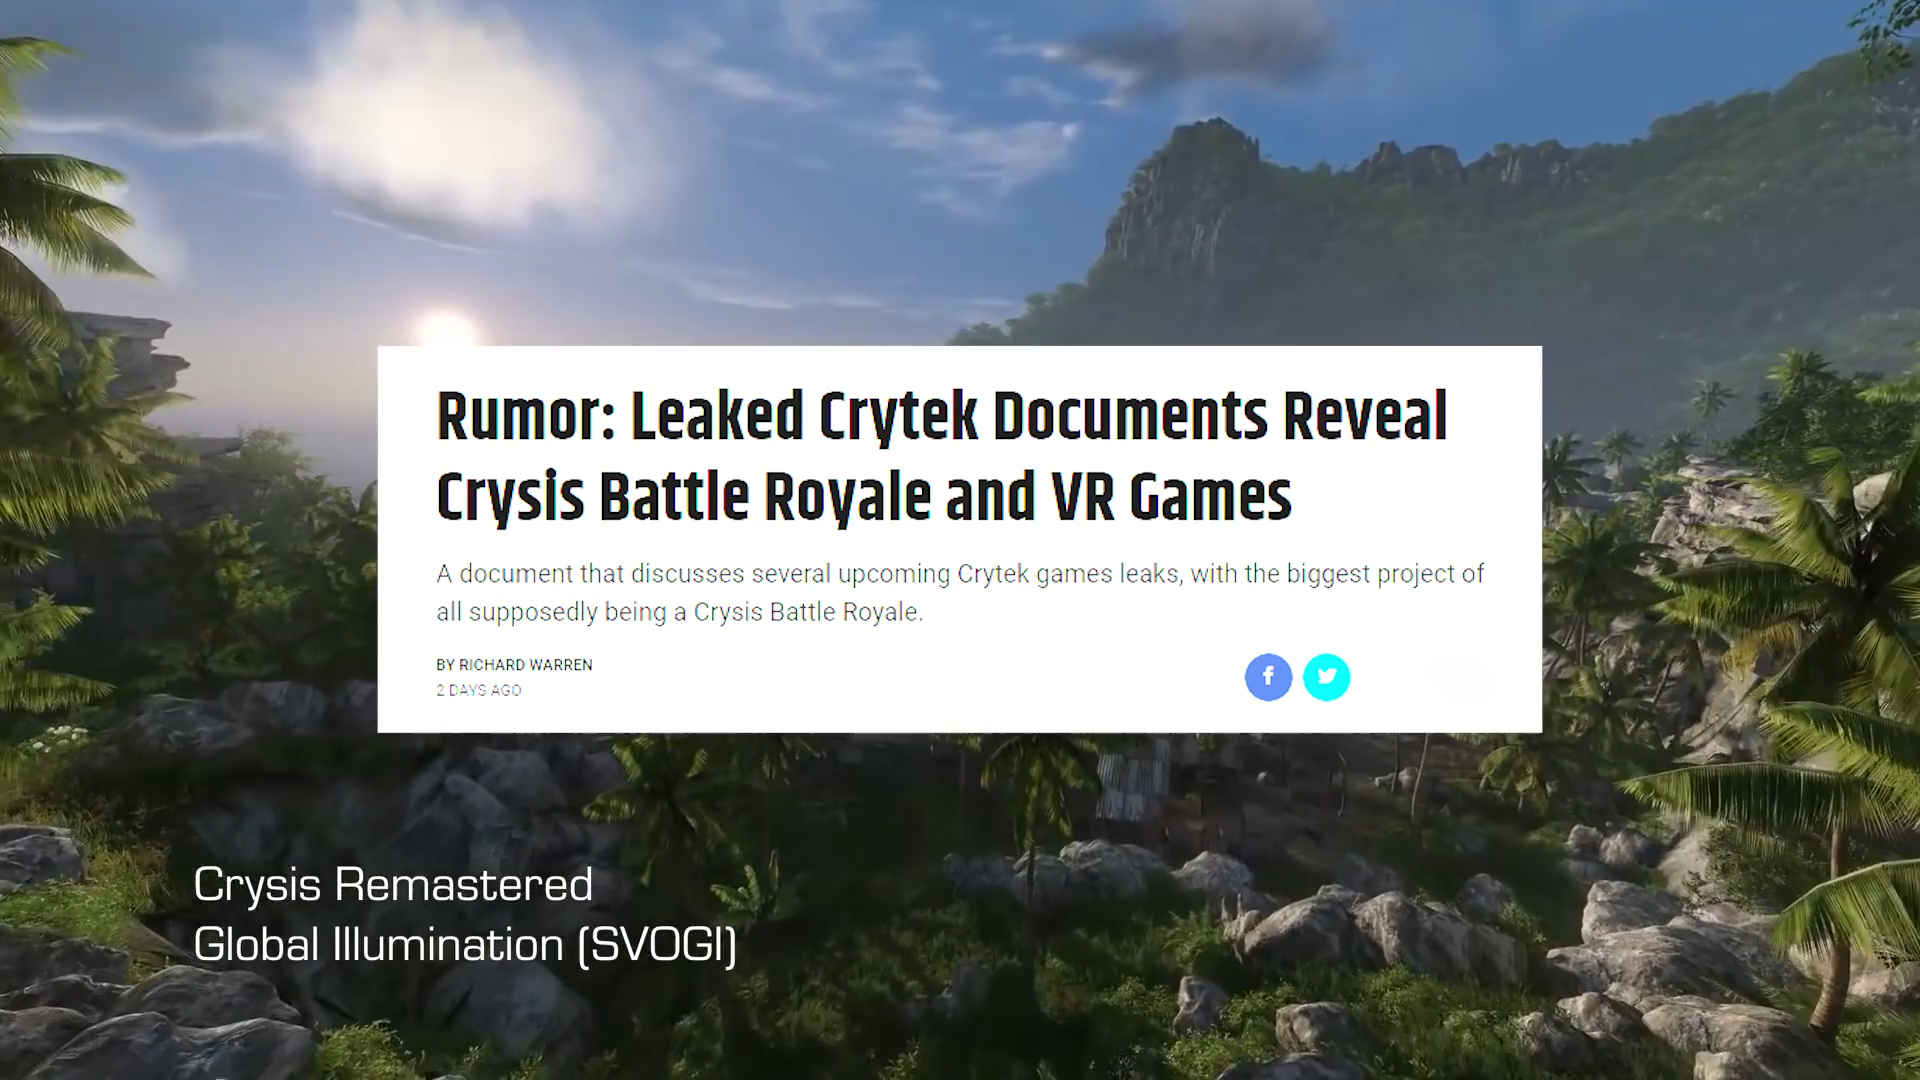 Rumor: Leaked Crytek Documents Reveal
Crysis Battle Royale and VR Games
A document that discusses several upcoming Crytek games leaks, with the biggest project of
all supposedly being a Crysis Battle Royale.
BY RICHARD WARREN
2 DAYS AGO
Crysis Remastered
Global Illumination (SVOGI)